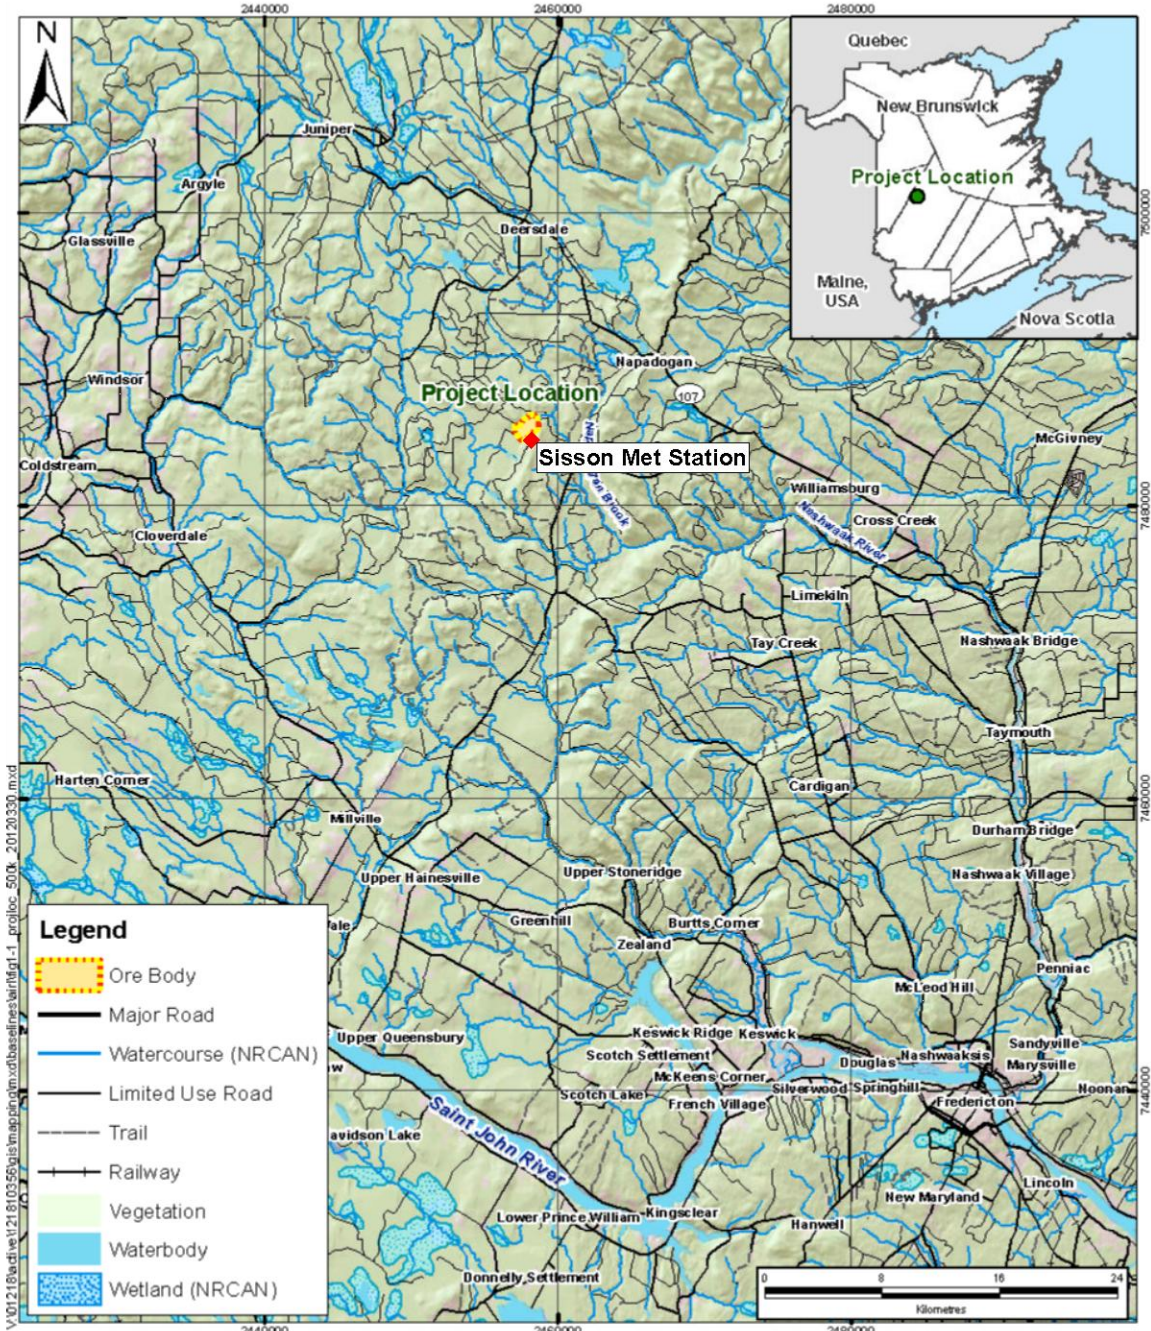 2440000
2460000
2480000
N
Quebec
New Brunswick
Project Location
Maine,
USA
Nova Scotia
7500000
Juniper
Argyle
Deersdale
Glassville
Napadogan
Windsor
107
Project Location
McGivney
Sisson Met Station
Coldstream
Williamsburg
Cross Creek
Nashwaak River
7480000
Cloverdale
Brook
Limekiln
Tay Creek
Nashwaak Bridge
Taymouth
Harten Corner
Cardigan
7460000
Millville
Durham Bridge
Upper Hainesville
Upper Stoneridge
Nashwaak Village
Greenhill
Burtts Corner
Zealand
Penniac
McLeod Hill
Upper Queensbury
Keswick Ridge
Keswick
Sandyville
Scotch Settlement
Douglas
Nashwaaksis
Marysville
McKeens Corner
Scotch Lake
Silverwood
Springhill
Noonan
7440000
French Village
Fredericton
avidson Lake
Saint John River
Lincoln
New Maryland
Lower Prince William
Kingsclear
Hanwell
Donnelly Settlement
Legend
Ore Body
Major Road
Watercourse (NRCAN)
Limited Use Road
Trail
Railway
Vegetation
Waterbody
Wetland (NRCAN)
0 8 16 24
Kilometres
2440000
2460000
2480000